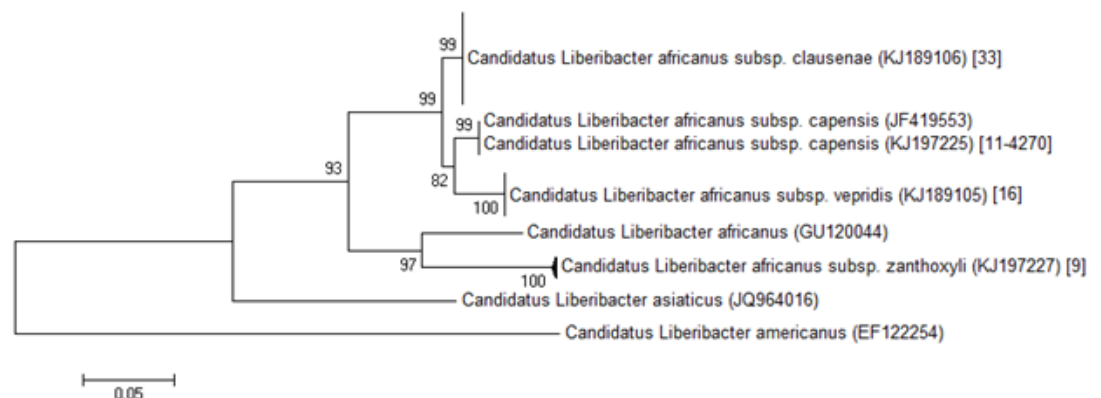 99
Candidatus Liberibacter africanus subsp. clausenae (KJ189106) [33]
99
99
Candidatus Liberibacter africanus subsp. capensis (JF419553)
Candidatus Liberibacter africanus subsp. capensis (KJ197225) [11-4270]
93
82
Candidatus Liberibacter africanus subsp. vepridis (KJ189105) [16]
100
Candidatus Liberibacter africanus (GU120044)
97
Candidatus Liberibacter africanus subsp. zanthoxyli (KJ197227) [9]
100
Candidatus Liberibacter asiaticus (JQ964016)
Candidatus Liberibacter americanus (EF122254)
0.05